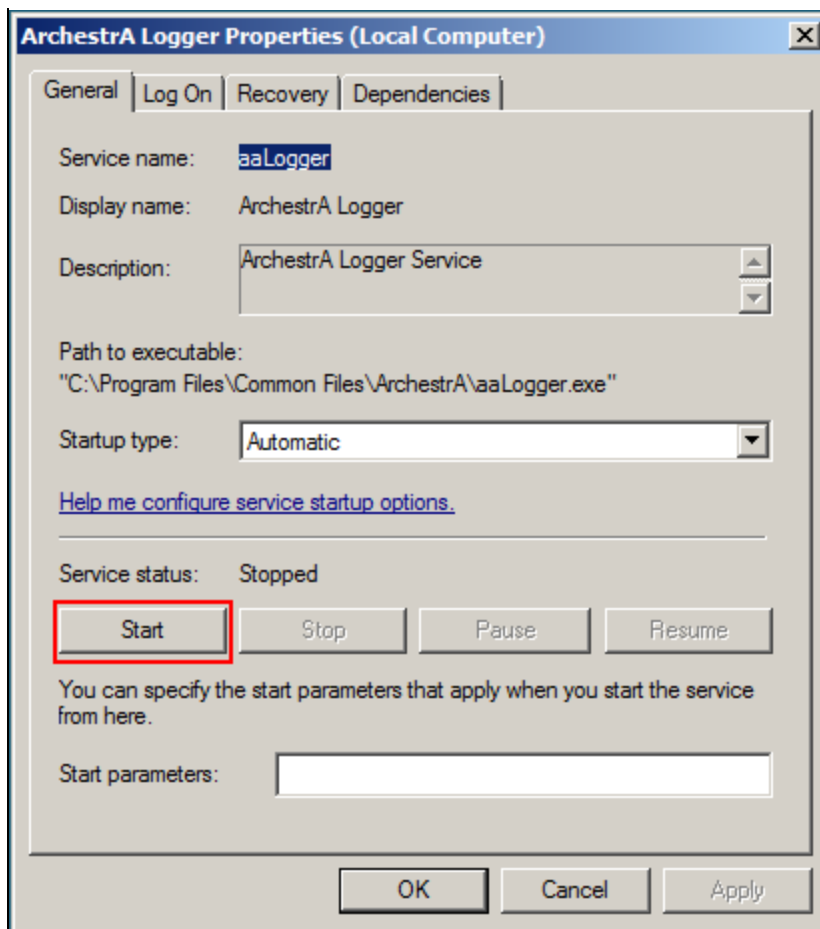 ArchestrA Logger Properties (Local Computer)
General Log On Recovery Dependencies
Service name: aaLogger
Display name: ArchestrA Logger
Description: ArchestrA Logger Service
Path to executable:
"C:\Program Files\Common Files\ArchestrA\aaLogger.exe"
Startup type: Automatic
Help me configure service startup options.
Service status: Stopped
Start Stop Pause Resume
You can specify the start parameters that apply when you start the service
from here.
Start parameters:
OK Cancel Apply